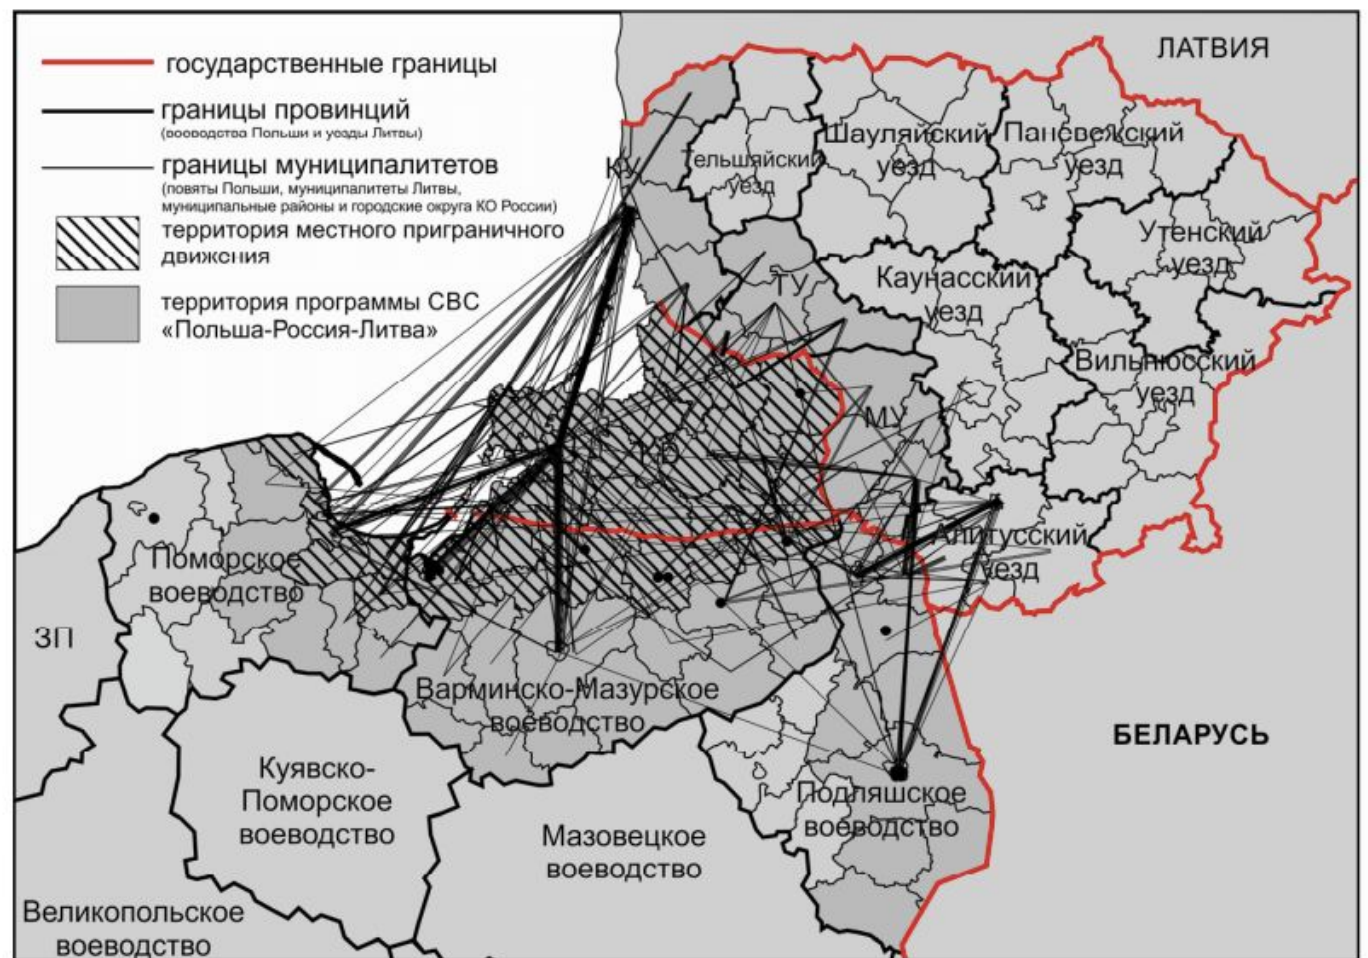 государственные границы
границы провинций
(воеводства Польши и уезды Литвы)
границы муниципалитетов
(повяты Польши, муниципалитеты Литвы,
муниципальные районы и городские округа КО России)
территория местного приграничного
движения
территория программы СВС
«Польша-Россия-Литва»
ЛАТВИЯ
КУ
Тельшяйский
уезд
Шауляйский
уезд
Паневежский
уезд
Утенский
уезд
ТУ
Каунасский
уезд
Вильнюсский
уезд
МУ
Алитусский
уезд
Поморское
воеводство
ЗП
Варминско-Мазурское
воеводство
БЕЛАРУСЬ
Куявско-
Поморское
воеводство
Мазовецкое
воеводство
Подляшское
воеводство
Великопольское
воеводство